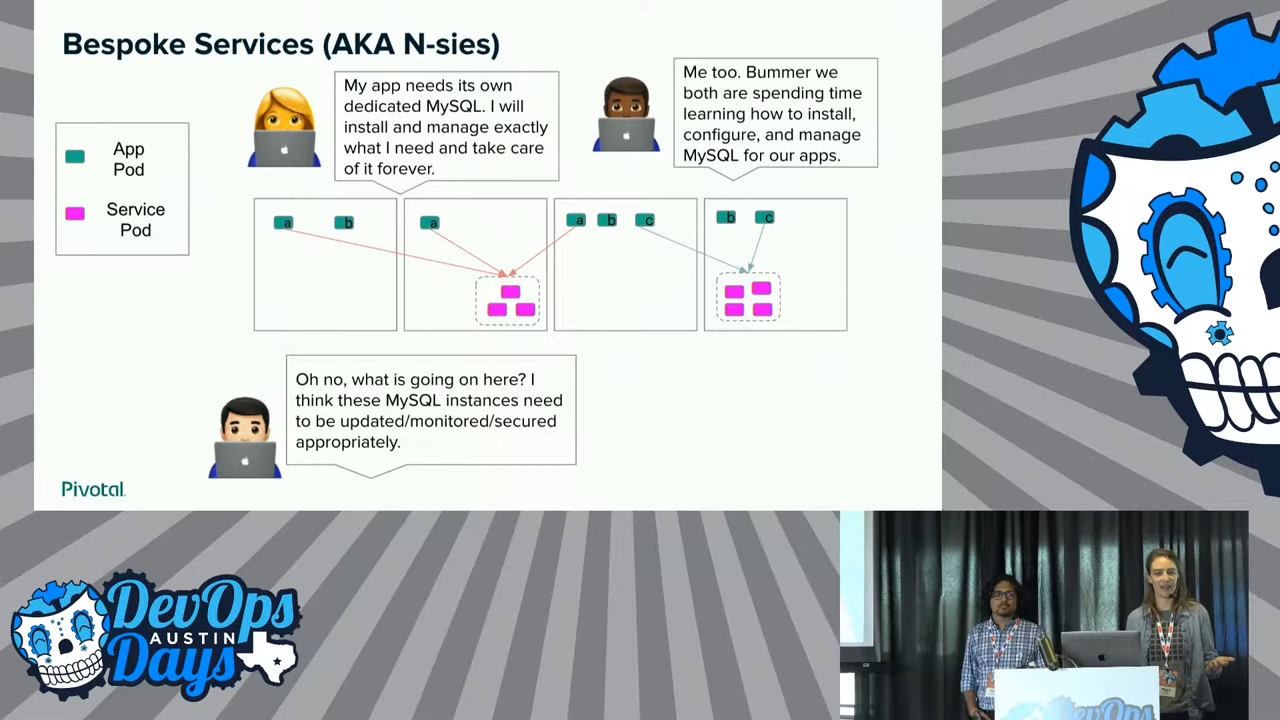 Bespoke Services (AKA N-sies)
My app needs its own
dedicated MySQL. I will
install and manage exactly
what I need and take care
of it forever.
Me too. Bummer we
both are spending time
learning how to install,
configure, and manage
MySQL for our apps.
App
Pod
Service
Pod
a
b
a
a
b
c
b
c
Oh no, what is going on here? I
think these MySQL instances need
to be updated/monitored/secured
appropriately.
Pivotal
DevOps
AUSTIN
Days
DevOps